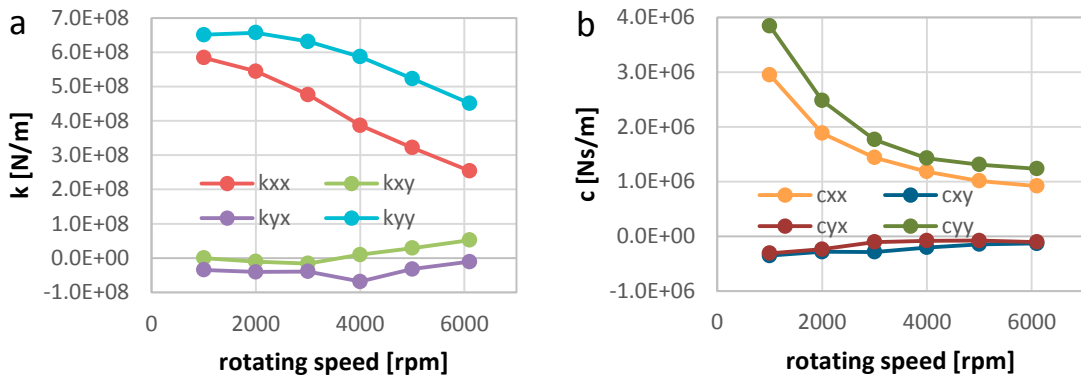 a
7.0E+08
6.0E+08
5.0E+08
4.0E+08
3.0E+08
2.0E+08
1.0E+08
0.0E+00
-1.0E+08
k [N/m]
kxx
kxy
kyx
kyy
0 2000 4000 6000
rotating speed [rpm]
b
4.0E+06
3.0E+06
2.0E+06
1.0E+06
0.0E+00
-1.0E+06
c [Ns/m]
cxx
cxy
cyx
cyy
0 2000 4000 6000
rotating speed [rpm]